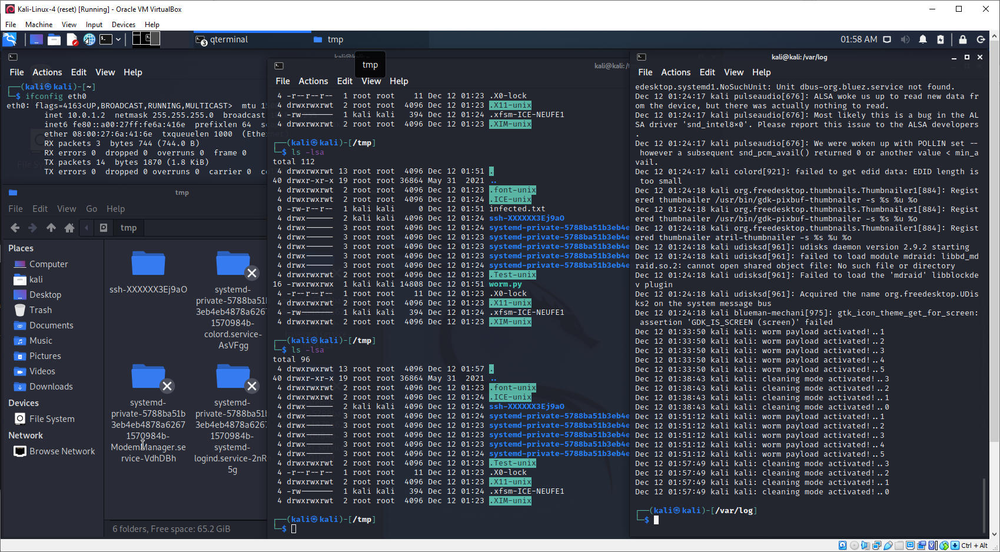 Kali-Linux-4 (reset) [Running] - Oracle VM VirtualBox
File Machine View Input Devices Help
qterminal
3
tmp
01:58 AM
File Actions Edit View Help
┌──(kali㉿kali)-[~]
└─$ ifconfig eth0
eth0: flags=4163<UP,BROADCAST,RUNNING,MULTICAST> mtu
inet 10.0.1.2 netmask 255.255.255.0 broadcast
inet6 fe80::a00:27ff:fe6a:416e prefixlen 64
ether 08:00:27:6a:41:6e txqueuelen 1000
RX packets 3 bytes 744 (744.0 B)
RX errors 0 dropped 0 overruns 0 frame 0
TX packets 14 bytes 1870 (1.8 KiB)
TX errors 0 dropped 0 overruns 0 carrier 0
tmp
File Edit View Go Help
tmp
Places
Computer
kali
Desktop
Trash
Documents
Music
Pictures
Videos
Downloads
Devices
File System
Network
Browse Network
ssh-XXXXXX3Ej9aO
systemd-
private-5788ba51b
3eb4eb4878a6267
1570984b-
colord.service-
AsVFgg
systemd-
private-5788ba51b
3eb4eb4878a6267
1570984b-
ModemManager.se
rvice-VdhDBh
systemd-
private-5788ba51b
3eb4eb4878a6267
1570984b-
systemd-
logind.service-2nR
5g
6 folders, Free space: 65.2 GiB
tmp
kali@kali:
File Actions Edit View Help
4 -r--r--r-- 1 root root 11 Dec 12 01:23 .X0-lock
4 drwxrwxrwt 2 root root 4096 Dec 12 01:23 .X11-unix
4 -rw------- 1 kali kali 394 Dec 12 01:24 .xfsm-ICE-NEUFE1
4 drwxrwxrwt 2 root root 4096 Dec 12 01:23 .XIM-unix
┌──(kali㉿kali)-[/tmp]
└─$ ls -lsa
total 112
4 drwxrwxrwt 13 root root 4096 Dec 12 01:51 .
40 drwxr-xr-x 19 root root 36864 May 31 2021 ..
4 drwxrwxrwt 2 root root 4096 Dec 12 01:23 .font-unix
4 drwxrwxrwt 2 root root 4096 Dec 12 01:24 .ICE-unix
0 -rw-r--r-- 1 kali kali 0 Dec 12 01:51 infected.txt
4 drwx------ 2 kali kali 4096 Dec 12 01:24 ssh-XXXXXX3Ej9aO
4 drwx------ 3 root root 4096 Dec 12 01:24 systemd-private-5788ba51b3eb4e
4 drwx------ 3 root root 4096 Dec 12 01:23 systemd-private-5788ba51b3eb4e
4 drwx------ 3 root root 4096 Dec 12 01:23 systemd-private-5788ba51b3eb4e
4 drwx------ 3 root root 4096 Dec 12 01:23 systemd-private-5788ba51b3eb4e
4 drwx------ 3 root root 4096 Dec 12 01:24 systemd-private-5788ba51b3eb4e
4 drwxrwxrwt 2 root root 4096 Dec 12 01:23 .Test-unix
16 -rwxrwxrwx 1 kali kali 14808 Dec 12 01:51 worm.py
4 -r--r--r-- 1 root root 11 Dec 12 01:23 .X0-lock
4 drwxrwxrwt 2 root root 4096 Dec 12 01:23 .X11-unix
4 -rw------- 1 kali kali 394 Dec 12 01:24 .xfsm-ICE-NEUFE1
4 drwxrwxrwt 2 root root 4096 Dec 12 01:23 .XIM-unix
┌──(kali㉿kali)-[/tmp]
└─$ ls -lsa
total 96
4 drwxrwxrwt 13 root root 4096 Dec 12 01:57 .
40 drwxr-xr-x 19 root root 36864 May 31 2021 ..
4 drwxrwxrwt 2 root root 4096 Dec 12 01:23 .font-unix
4 drwxrwxrwt 2 root root 4096 Dec 12 01:24 .ICE-unix
4 drwx------ 2 kali kali 4096 Dec 12 01:24 ssh-XXXXXX3Ej9aO
4 drwx------ 3 root root 4096 Dec 12 01:24 systemd-private-5788ba51b3eb4e
4 drwx------ 3 root root 4096 Dec 12 01:23 systemd-private-5788ba51b3eb4e
4 drwx------ 3 root root 4096 Dec 12 01:23 systemd-private-5788ba51b3eb4e
4 drwx------ 3 root root 4096 Dec 12 01:23 systemd-private-5788ba51b3eb4e
4 drwx------ 3 root root 4096 Dec 12 01:24 systemd-private-5788ba51b3eb4e
4 drwxrwxrwt 2 root root 4096 Dec 12 01:23 .Test-unix
4 -r--r--r-- 1 root root 11 Dec 12 01:23 .X0-lock
4 drwxrwxrwt 2 root root 4096 Dec 12 01:23 .X11-unix
4 -rw------- 1 kali kali 394 Dec 12 01:24 .xfsm-ICE-NEUFE1
4 drwxrwxrwt 2 root root 4096 Dec 12 01:23 .XIM-unix
┌──(kali㉿kali)-[/tmp]
└─$
kali@kali: /var/log
File Actions Edit View Help
edesktop.systemd1.NoSuchUnit: Unit dbus-org.bluez.service not found.
Dec 12 01:24:17 kali pulseaudio[676]: ALSA woke us up to read new data fr
om the device, but there was actually nothing to read.
Dec 12 01:24:17 kali pulseaudio[676]: Most likely this is a bug in the AL
SA driver 'snd_intel8x0'. Please report this issue to the ALSA developers
.
Dec 12 01:24:17 kali pulseaudio[676]: We were woken up with POLLIN set --
however a subsequent snd_pcm_avail() returned 0 or another value < min_a
vail.
Dec 12 01:24:17 kali colord[921]: failed to get edid data: EDID length is
too small
Dec 12 01:24:18 kali org.freedesktop.thumbnails.Thumbnailer1[884]: Regist
ered thumbnailer /usr/bin/gdk-pixbuf-thumbnailer -s %s %u %o
Dec 12 01:24:18 kali org.freedesktop.thumbnails.Thumbnailer1[884]: Regist
ered thumbnailer /usr/bin/gdk-pixbuf-thumbnailer -s %s %u %o
Dec 12 01:24:18 kali org.freedesktop.thumbnails.Thumbnailer1[884]: Regist
ered thumbnailer atril-thumbnailer -s %s %u %o
Dec 12 01:24:18 kali udisksd[961]: udisks daemon version 2.9.2 starting
Dec 12 01:24:18 kali udisksd[961]: failed to load module mdraid: libbd_md
raid.so.2: cannot open shared object file: No such file or directory
Dec 12 01:24:18 kali udisksd[961]: Failed to load the 'mdraid' libblockde
v plugin
Dec 12 01:24:18 kali udisksd[961]: Acquired the name org.freedesktop.UDis
ks2 on the system message bus
Dec 12 01:24:18 kali blueman-mechani[975]: gtk_icon_theme_get_for_screen:
assertion 'GDK_IS_SCREEN (screen)' failed
Dec 12 01:33:50 kali kali: worm payload activated!..1
Dec 12 01:33:50 kali kali: worm payload activated!..2
Dec 12 01:33:50 kali kali: worm payload activated!..3
Dec 12 01:33:50 kali kali: worm payload activated!..4
Dec 12 01:33:50 kali kali: worm payload activated!..5
Dec 12 01:38:43 kali kali: cleaning mode activated!..3
Dec 12 01:38:43 kali kali: cleaning mode activated!..2
Dec 12 01:38:43 kali kali: cleaning mode activated!..1
Dec 12 01:38:43 kali kali: cleaning mode activated!..0
Dec 12 01:51:12 kali kali: worm payload activated!..1
Dec 12 01:51:12 kali kali: worm payload activated!..2
Dec 12 01:51:12 kali kali: worm payload activated!..3
Dec 12 01:51:12 kali kali: worm payload activated!..4
Dec 12 01:51:12 kali kali: worm payload activated!..5
Dec 12 01:57:49 kali kali: cleaning mode activated!..3
Dec 12 01:57:49 kali kali: cleaning mode activated!..2
Dec 12 01:57:49 kali kali: cleaning mode activated!..1
Dec 12 01:57:49 kali kali: cleaning mode activated!..0
┌──(kali㉿kali)-[/var/log]
└─$
Ctrl + Alt